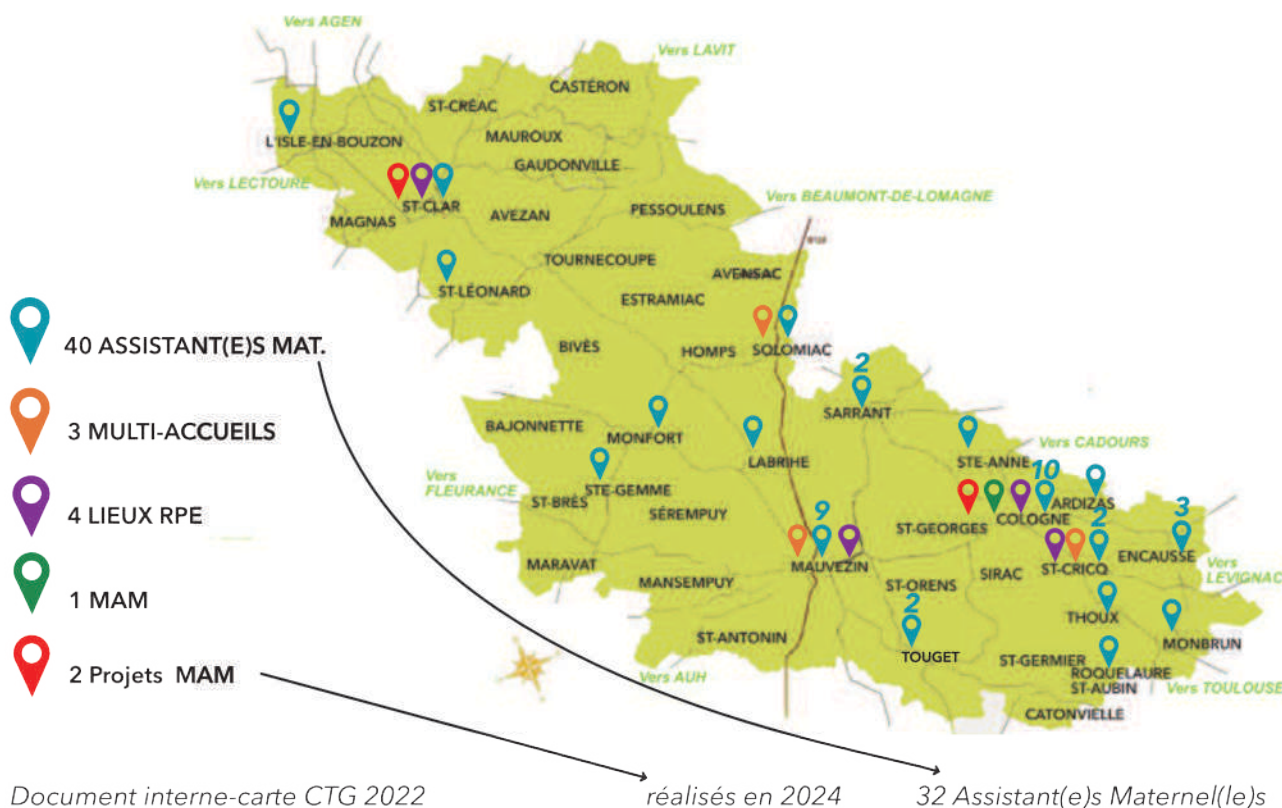 Vers AGEN
Vers LAVIT
CASTÉRON
ST-CRÉAC
L'ISLE-EN-BOUZON
MAUROUX
GAUDONVILLE
Vers LECTOURE
Vers BEAUMONT-DE-LOMAGNE
ST-CLAR
MAGNAS
AVEZAN
PESSOULENS
TOURNECOUPE
ST-LÉONARD
ESTRAMIAC
40 ASSISTANT(E)S MAT.
BIVÈS
HOMPS
SOLOMIAC
2
SARRANT
3 MULTI-ACCUEILS
BAJONNETTE
MONFORT
LABRIHE
Vers CADOURS
STE-ANNE
Vers
FLEURANCE
STE-GEMME
ST-BRÈS
SÉREMPUY
10
ARDIZAS
COLOGNE
ST-GEORGES
4 LIEUX RPE
9
2
3
MAUVEZIN
ST-CRICQ
ENCAUSSE
MARAVAT
MANSEMPUY
ST-ORENS
SIRAC
Vers
LEVIGNAC
1 MAM
2
THOUX
ST-ANTONIN
TOUGET
MONBRUN
ST-GERMIER
ROQUELAURE
ST-AUBIN
2 Projets MAM
Vers AUH
Vers TOULOUSE
CATONVIELLE
Document interne-carte CTG 2022
réalisés en 2024
32 Assistant(e)s Maternel(le)s